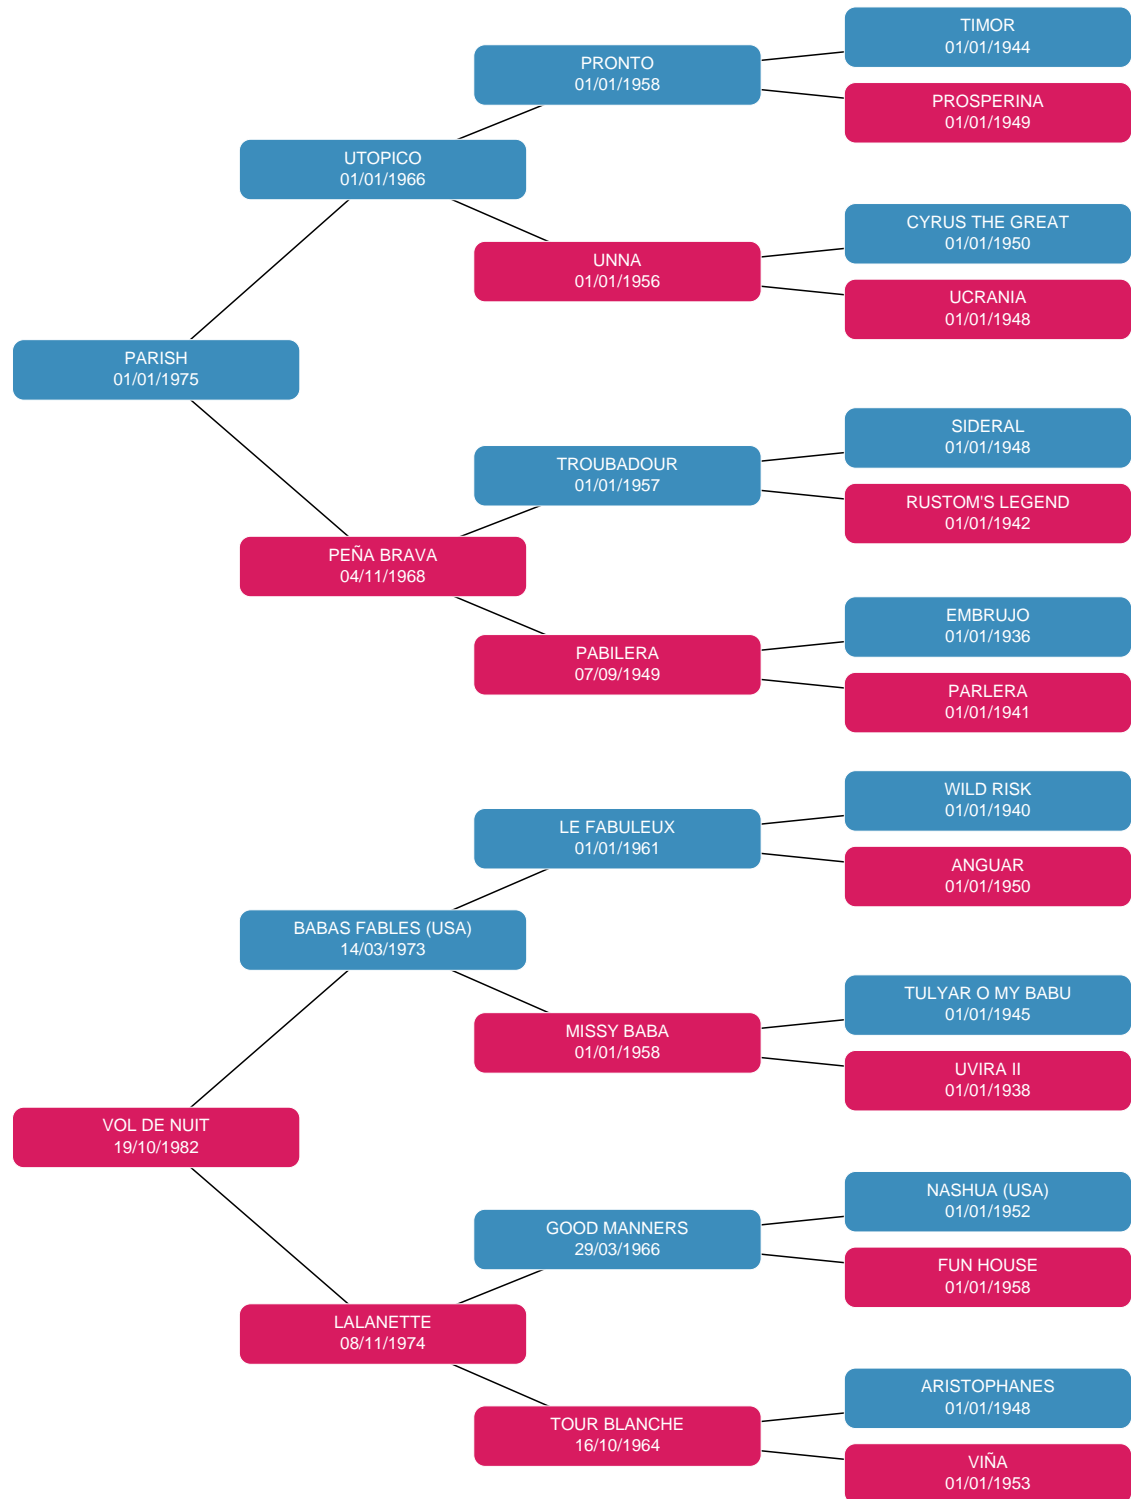 TIMOR
01/01/1944
PRONTO
01/01/1958
PROSPERINA
01/01/1949
UTOPICO
01/01/1966
CYRUS THE GREAT
01/01/1950
UNNA
01/01/1956
UCRANIA
01/01/1948
PARISH
01/01/1975
SIDERAL
01/01/1948
TROUBADOUR
01/01/1957
RUSTOM'S LEGEND
01/01/1942
PEÑA BRAVA
04/11/1968
EMBRUJO
01/01/1936
PABILERA
07/09/1949
PARLERA
01/01/1941
WILD RISK
01/01/1940
LE FABULEUX
01/01/1961
ANGUAR
01/01/1950
BABAS FABLES (USA)
14/03/1973
TULYAR O MY BABU
01/01/1945
MISSY BABA
01/01/1958
UVIRA II
01/01/1938
VOL DE NUIT
19/10/1982
NASHUA (USA)
01/01/1952
GOOD MANNERS
29/03/1966
FUN HOUSE
01/01/1958
LALANETTE
08/11/1974
ARISTOPHANES
01/01/1948
TOUR BLANCHE
16/10/1964
VIÑA
01/01/1953